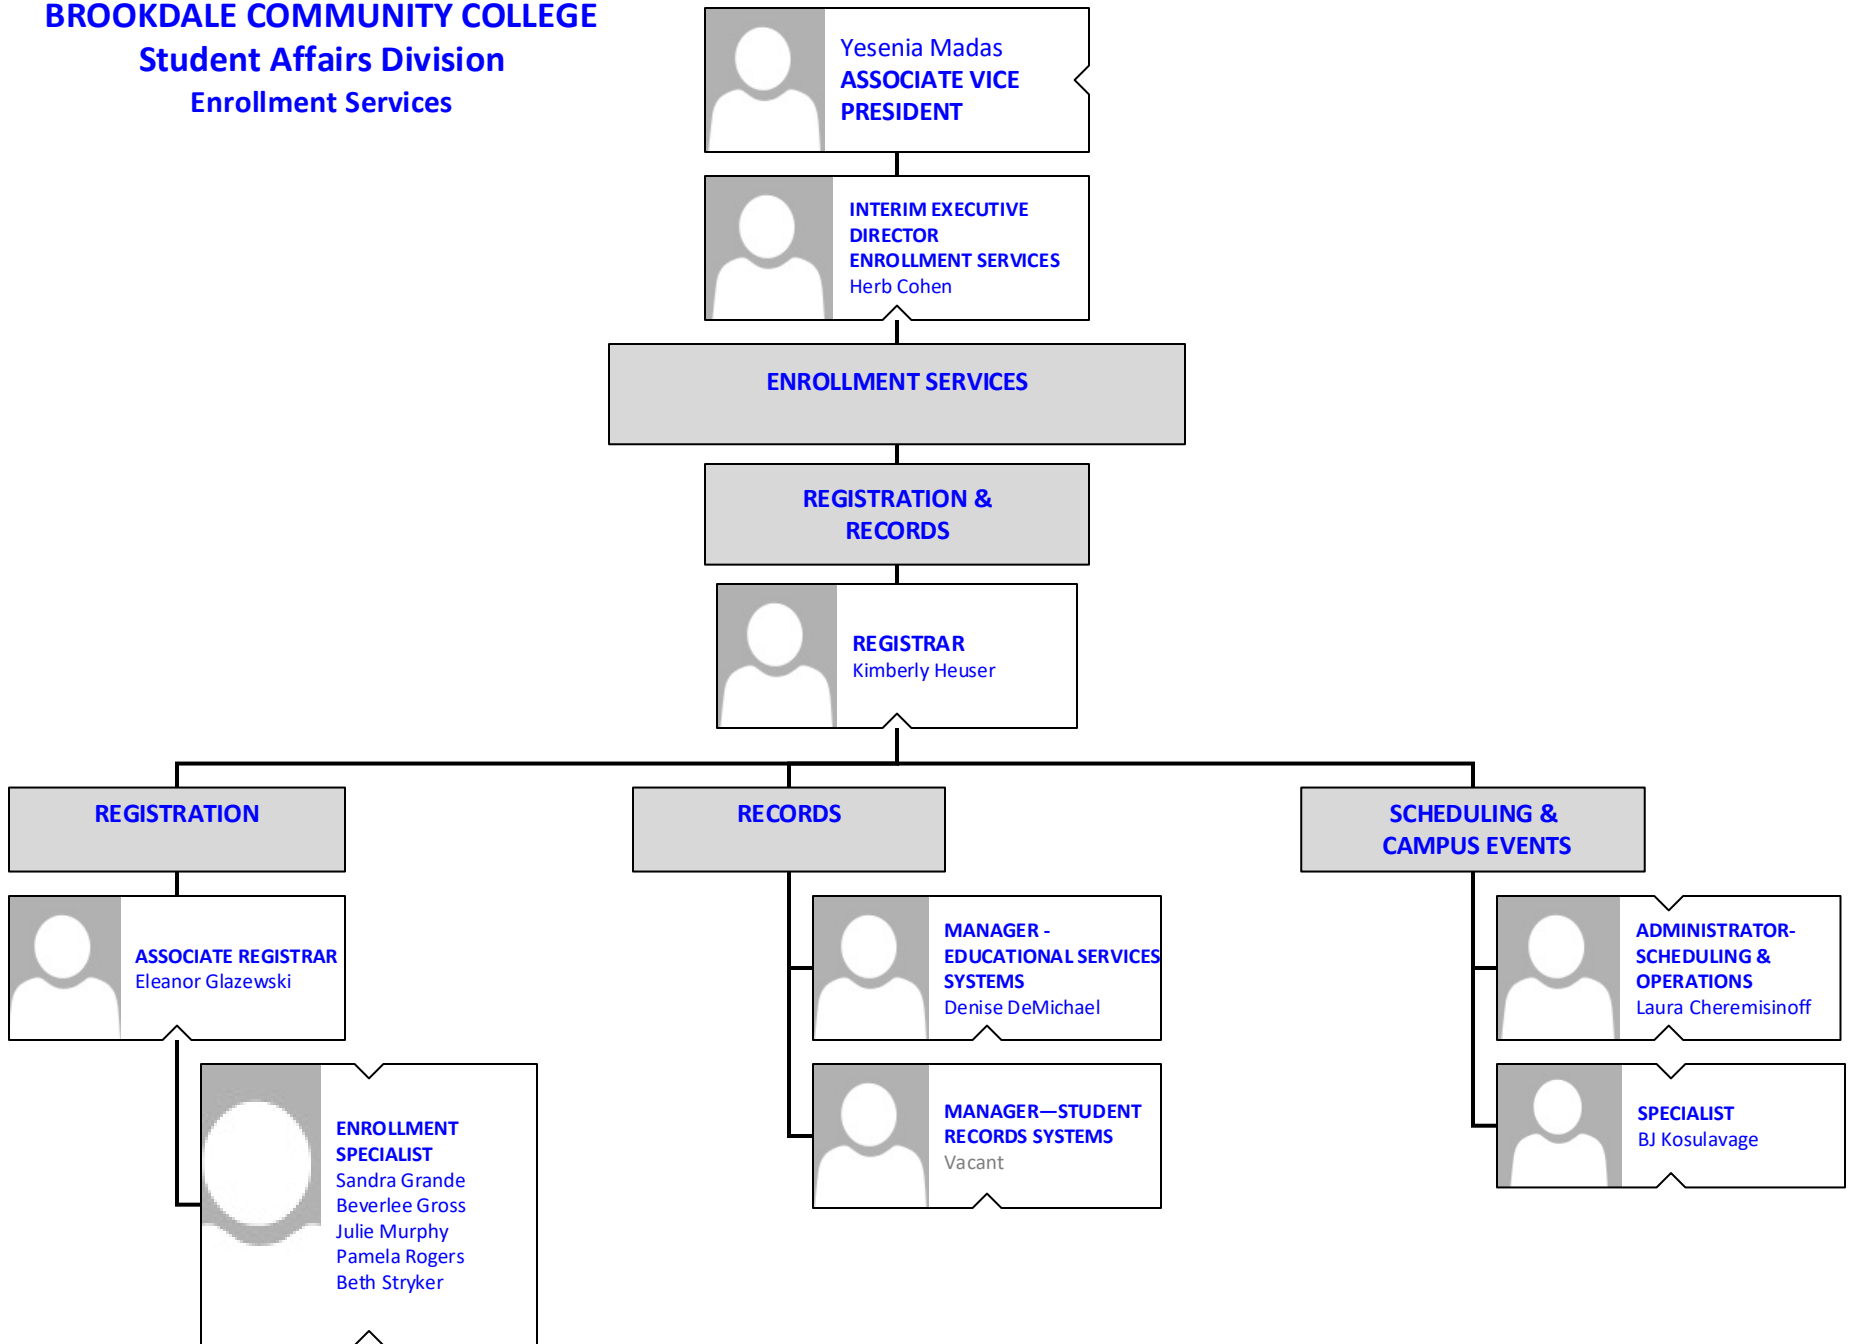 BROOKDALE COMMUNITY COLLEGE
Student Affairs Division
Enrollment Services
Yesenia Madas
ASSOCIATE VICE
PRESIDENT
INTERIM EXECUTIVE
DIRECTOR
ENROLLMENT SERVICES
Herb Cohen
ENROLLMENT SERVICES
REGISTRATION &
RECORDS
REGISTRAR
Kimberly Heuser
REGISTRATION
ASSOCIATE REGISTRAR
Eleanor Glazewski
ENROLLMENT
SPECIALIST
Sandra Grande
Beverlee Gross
Julie Murphy
Pamela Rogers
Beth Stryker
RECORDS
MANAGER -
EDUCATIONAL SERVICES
SYSTEMS
Denise DeMichael
MANAGER—STUDENT
RECORDS SYSTEMS
Vacant
SCHEDULING &
CAMPUS EVENTS
ADMINISTRATOR-
SCHEDULING &
OPERATIONS
Laura Cheremisinoff
SPECIALIST
BJ Kosulavage